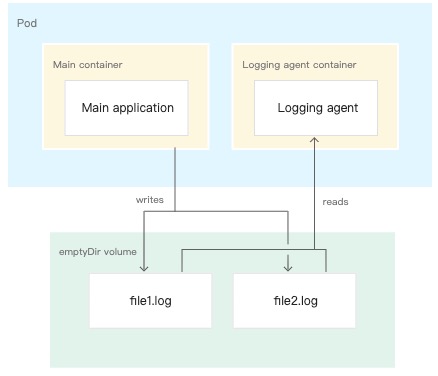 Pod
Main container
Logging agent container
Main application
Logging agent
writes
reads
emptyDir volume
file1.log
file2.log